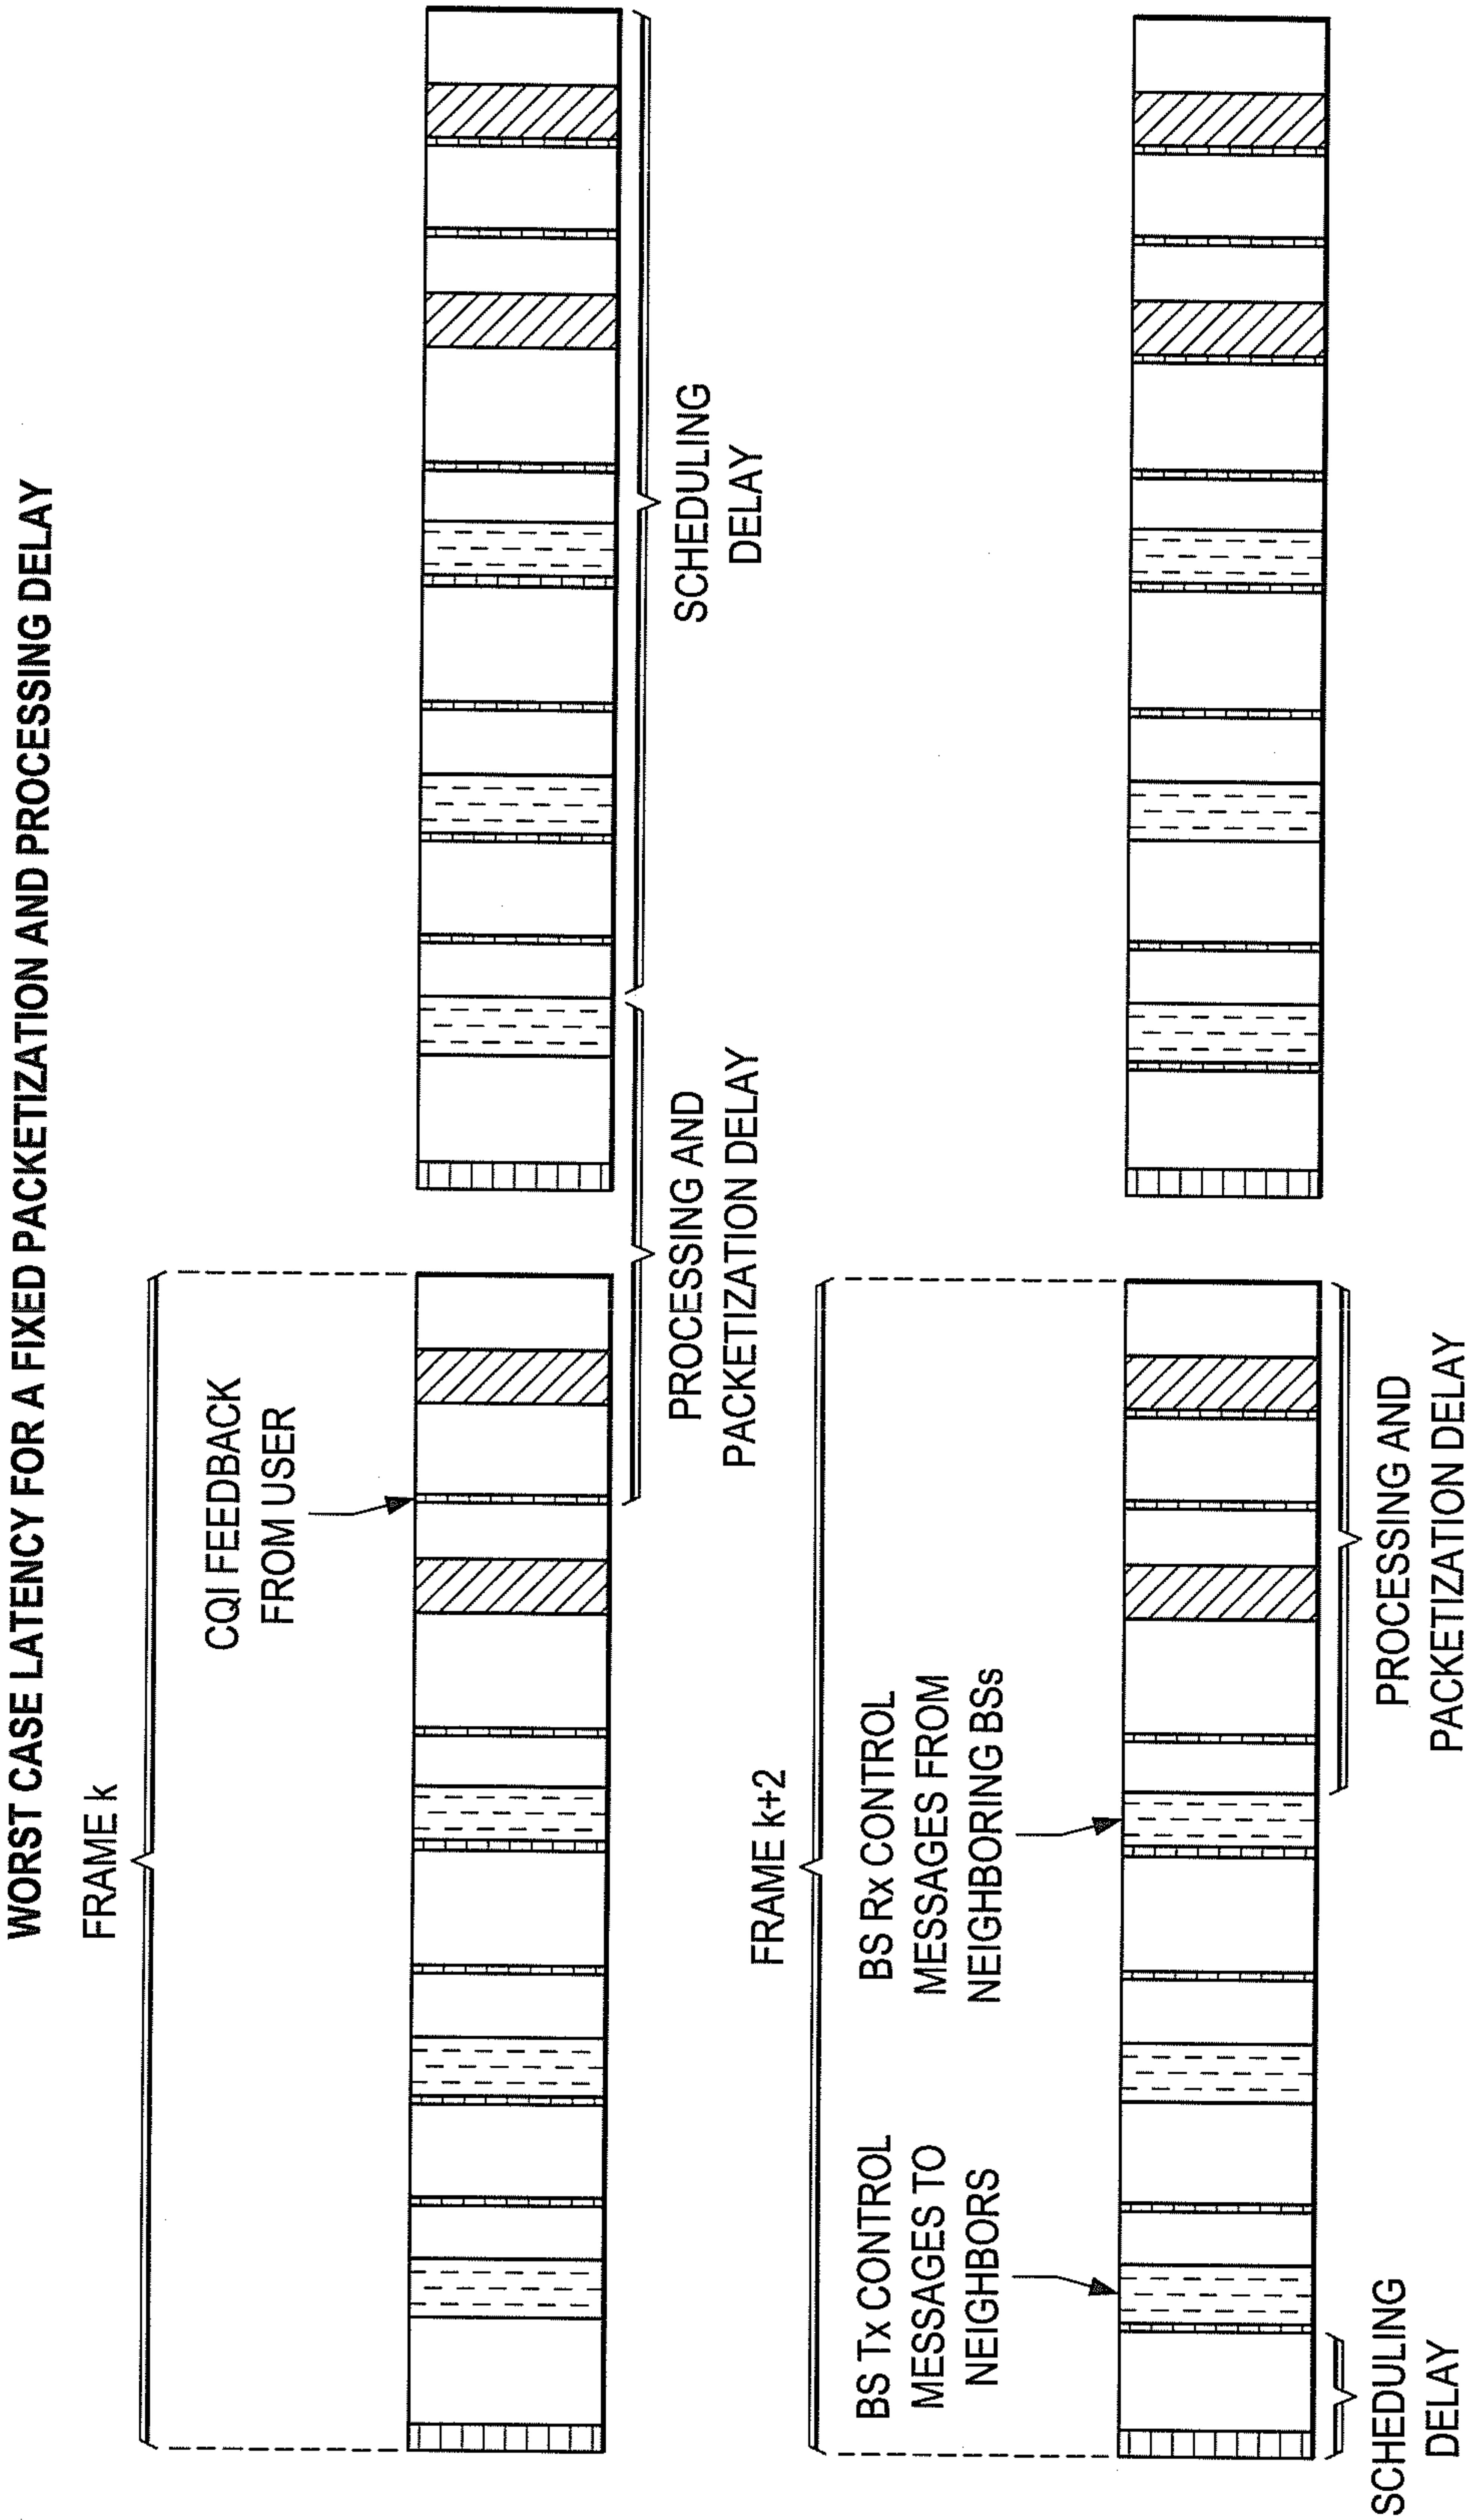 WORST CASE LATENCY FOR A FIXED PACKETIZATION AND PROCESSING DELAY
FRAME k
CQI FEEDBACK
FROM USER
PROCESSING AND
PACKETIZATION DELAY
SCHEDULING
DELAY
FRAME k+2
BS Tx CONTROL
MESSAGES TO
NEIGHBORS
BS Rx CONTROL
MESSAGES FROM
NEIGHBORING BSs
SCHEDULING
DELAY
PROCESSING AND
PACKETIZATION DELAY